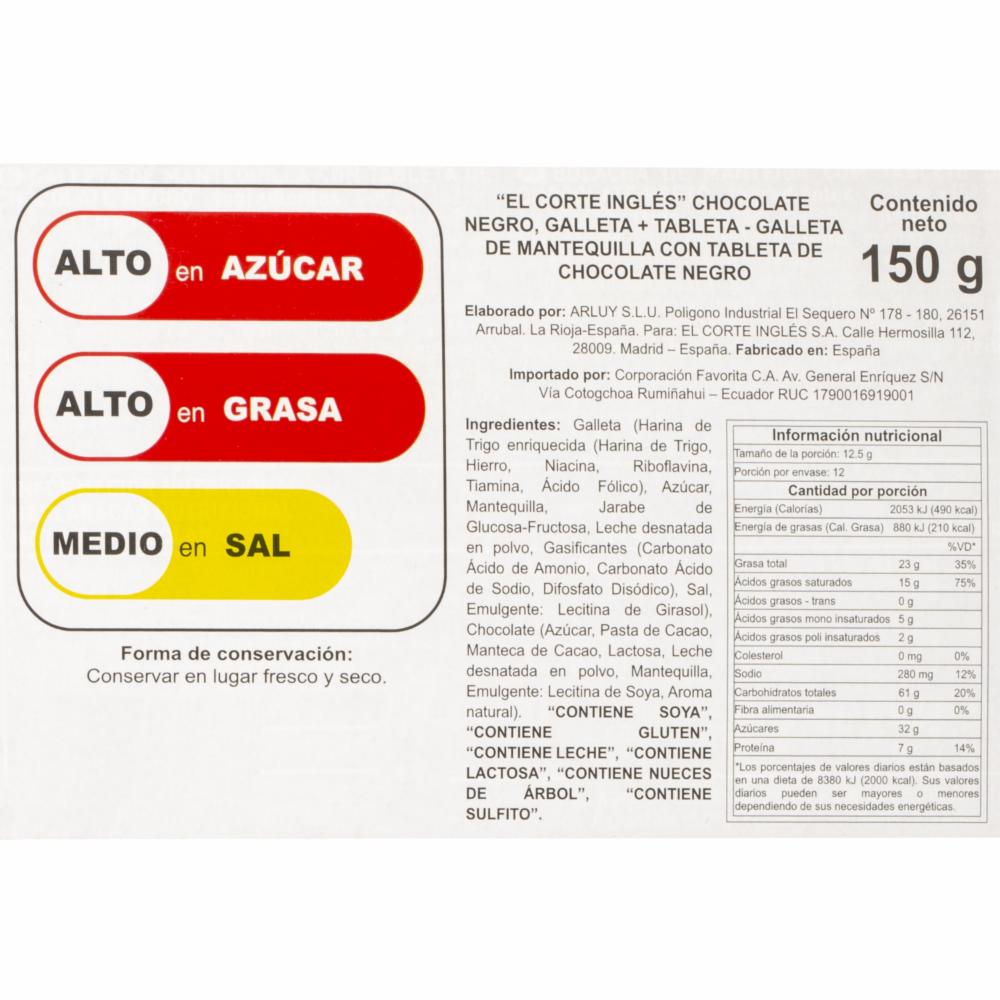 ALTO en AZÚCAR
ALTO en GRASA
MEDIO en SAL
Forma de conservación:
Conservar en lugar fresco y seco.
“EL CORTE INGLÉS” CHOCOLATE
NEGRO, GALLETA + TABLETA - GALLETA
DE MANTEQUILLA CON TABLETA DE
CHOCOLATE NEGRO
Contenido
neto
150 g
Elaborado por: ARLUY S.L.U. Poligono Industrial El Sequero Nº 178 - 180, 26151
Arrubal. La Rioja-España. Para: EL CORTE INGLÉS S.A. Calle Hermosilla 112,
28009. Madrid – España. Fabricado en: España
Importado por: Corporación Favorita C.A. Av. General Enríquez S/N
Vía Cotogchoa Rumiñahui – Ecuador RUC 1790016919001
Ingredientes: Galleta (Harina de
Trigo enriquecida (Harina de Trigo,
Hierro, Niacina, Riboflavina,
Tiamina, Ácido Fólico), Azúcar,
Mantequilla, Jarabe de
Glucosa-Fructosa, Leche desnatada
en polvo, Gasificantes (Carbonato
Ácido de Amonio, Carbonato Ácido
de Sodio, Difosfato Disódico), Sal,
Emulgente: Lecitina de Girasol),
Chocolate (Azúcar, Pasta de Cacao,
Manteca de Cacao, Lactosa, Leche
desnatada en polvo, Mantequilla,
Emulgente: Lecitina de Soya, Aroma
natural). “CONTIENE SOYA”,
“CONTIENE GLUTEN”,
“CONTIENE LECHE”, “CONTIENE
LACTOSA”, “CONTIENE NUECES
DE ÁRBOL”, “CONTIENE
SULFITO”.
Información nutricional
Tamaño de la porción: 12.5 g
Porción por envase: 12
Cantidad por porción
Energía (Calorías) 2053 kJ (490 kcal)
Energía de grasas (Cal. Grasa) 880 kJ (210 kcal)
%VD*
Grasa total 23 g 35%
Ácidos grasos saturados 15 g 75%
Ácidos grasos - trans 0 g
Ácidos grasos mono insaturados 5 g
Ácidos grasos poli insaturados 2 g
Colesterol 0 mg 0%
Sodio 280 mg 12%
Carbohidratos totales 61 g 20%
Fibra alimentaria 0 g 0%
Azúcares 32 g
Proteína 7 g 14%
*Los porcentajes de valores diarios están basados
en una dieta de 8380 kJ (2000 kcal). Sus valores
diarios pueden ser mayores o menores
dependiendo de sus necesidades energéticas.